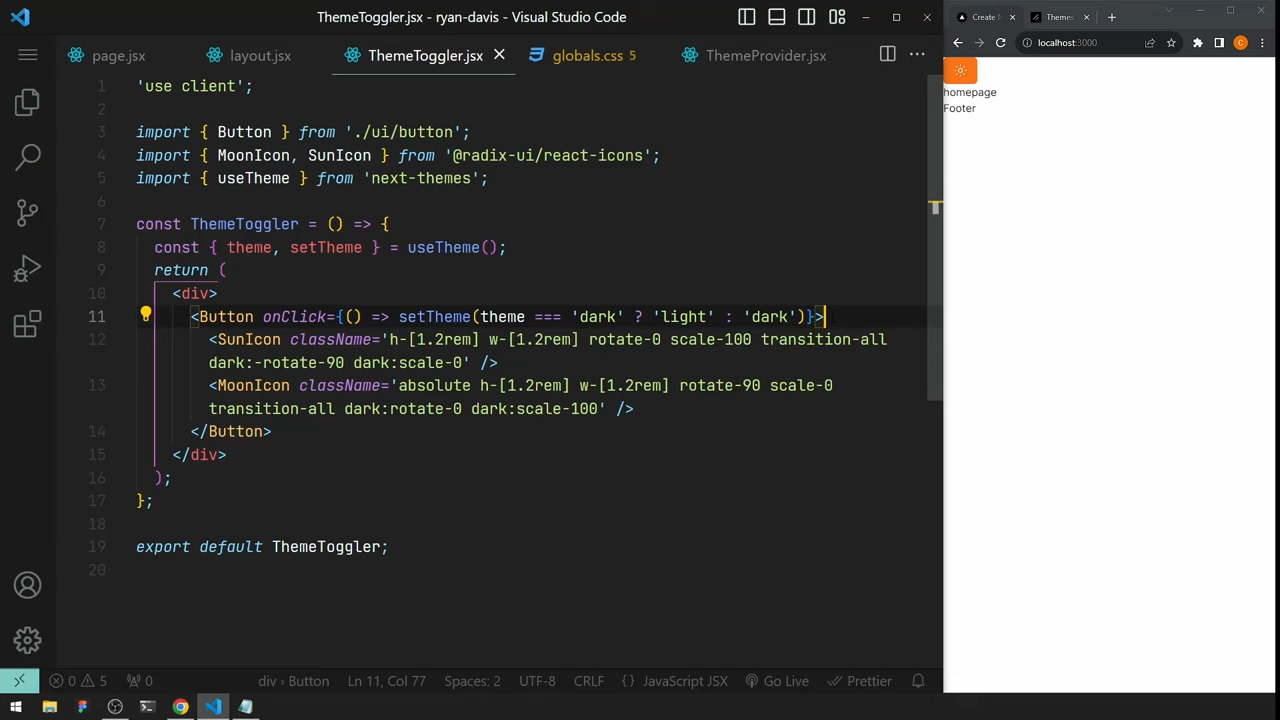 ThemeToggler.jsx - ryan-davis - Visual Studio Code
page.jsx
layout.jsx
ThemeToggler.jsx
globals.css 5
ThemeProvider.jsx
1 'use client';
2
3 import { Button } from './ui/button';
4 import { MoonIcon, SunIcon } from '@radix-ui/react-icons';
5 import { useTheme } from 'next-themes';
6
7 const ThemeToggler = () => {
8 const { theme, setTheme } = useTheme();
9 return (
10 <div>
11 <Button onClick={() => setTheme(theme === 'dark' ? 'light' : 'dark')}>
12 <SunIcon className='h-[1.2rem] w-[1.2rem] rotate-0 scale-100 transition-all
dark:-rotate-90 dark:scale-0' />
13 <MoonIcon className='absolute h-[1.2rem] w-[1.2rem] rotate-90 scale-0
transition-all dark:rotate-0 dark:scale-100' />
14 </Button>
15 </div>
16 );
17 };
18
19 export default ThemeToggler;
20
0 5 0
div › Button
Ln 11, Col 77
Spaces: 2
UTF-8
CRLF
{ } JavaScript JSX
Go Live
Prettier
Create N
Themes
localhost:3000
C
homepage
Footer